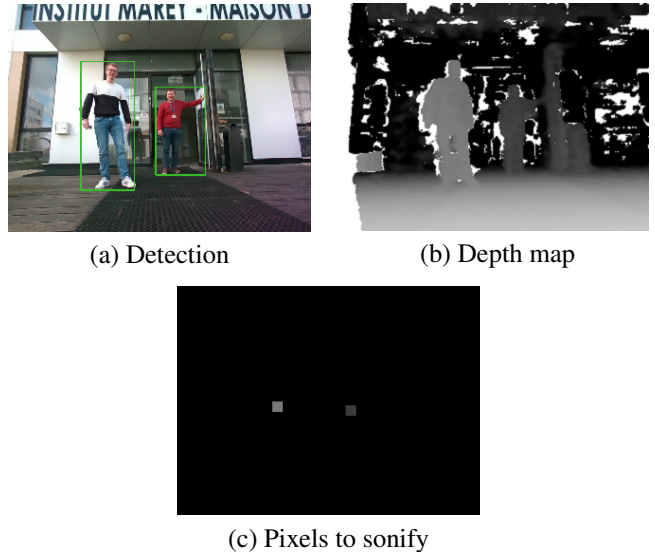 INSTITUT MAREY - MAISON D
(a) Detection
(b) Depth map
(c) Pixels to sonify